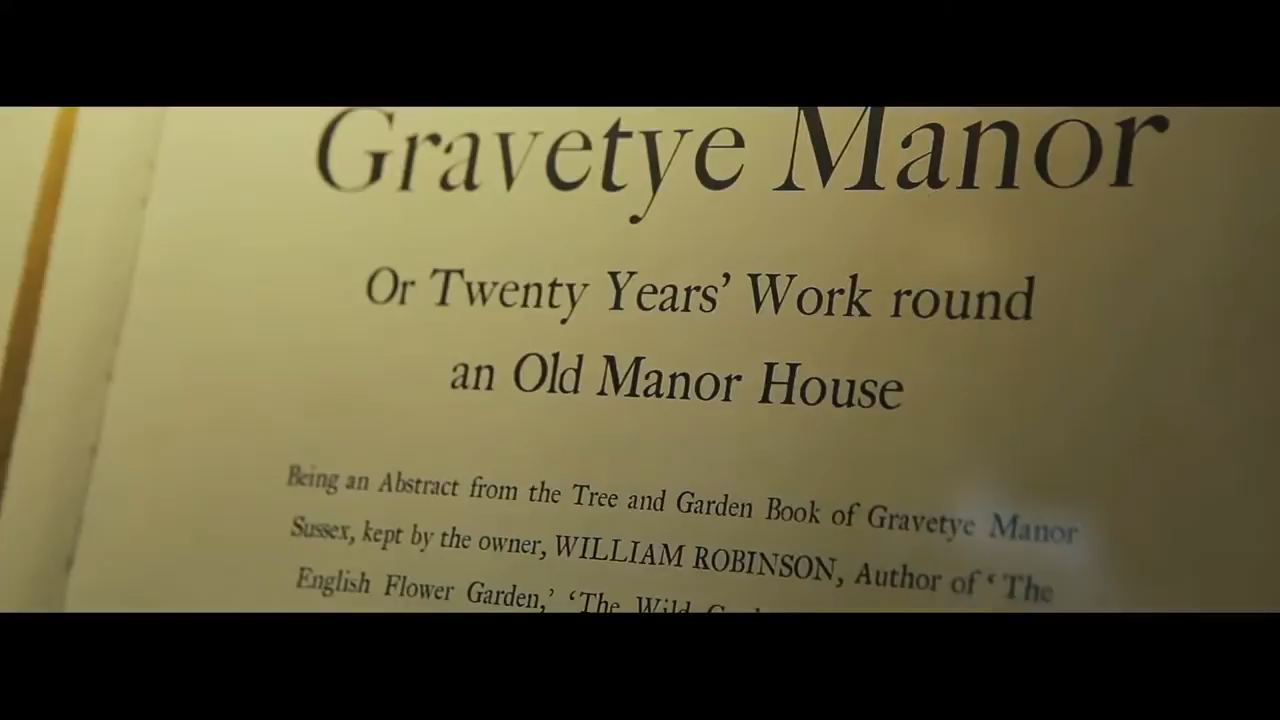 Gravetye Manor
Or Twenty Years’ Work round
an Old Manor House
Being an Abstract from the Tree and Garden Book of Gravetye Manor
Sussex, kept by the owner, WILLIAM ROBINSON, Author of ‘The
English Flower Garden,’ ‘The Wild